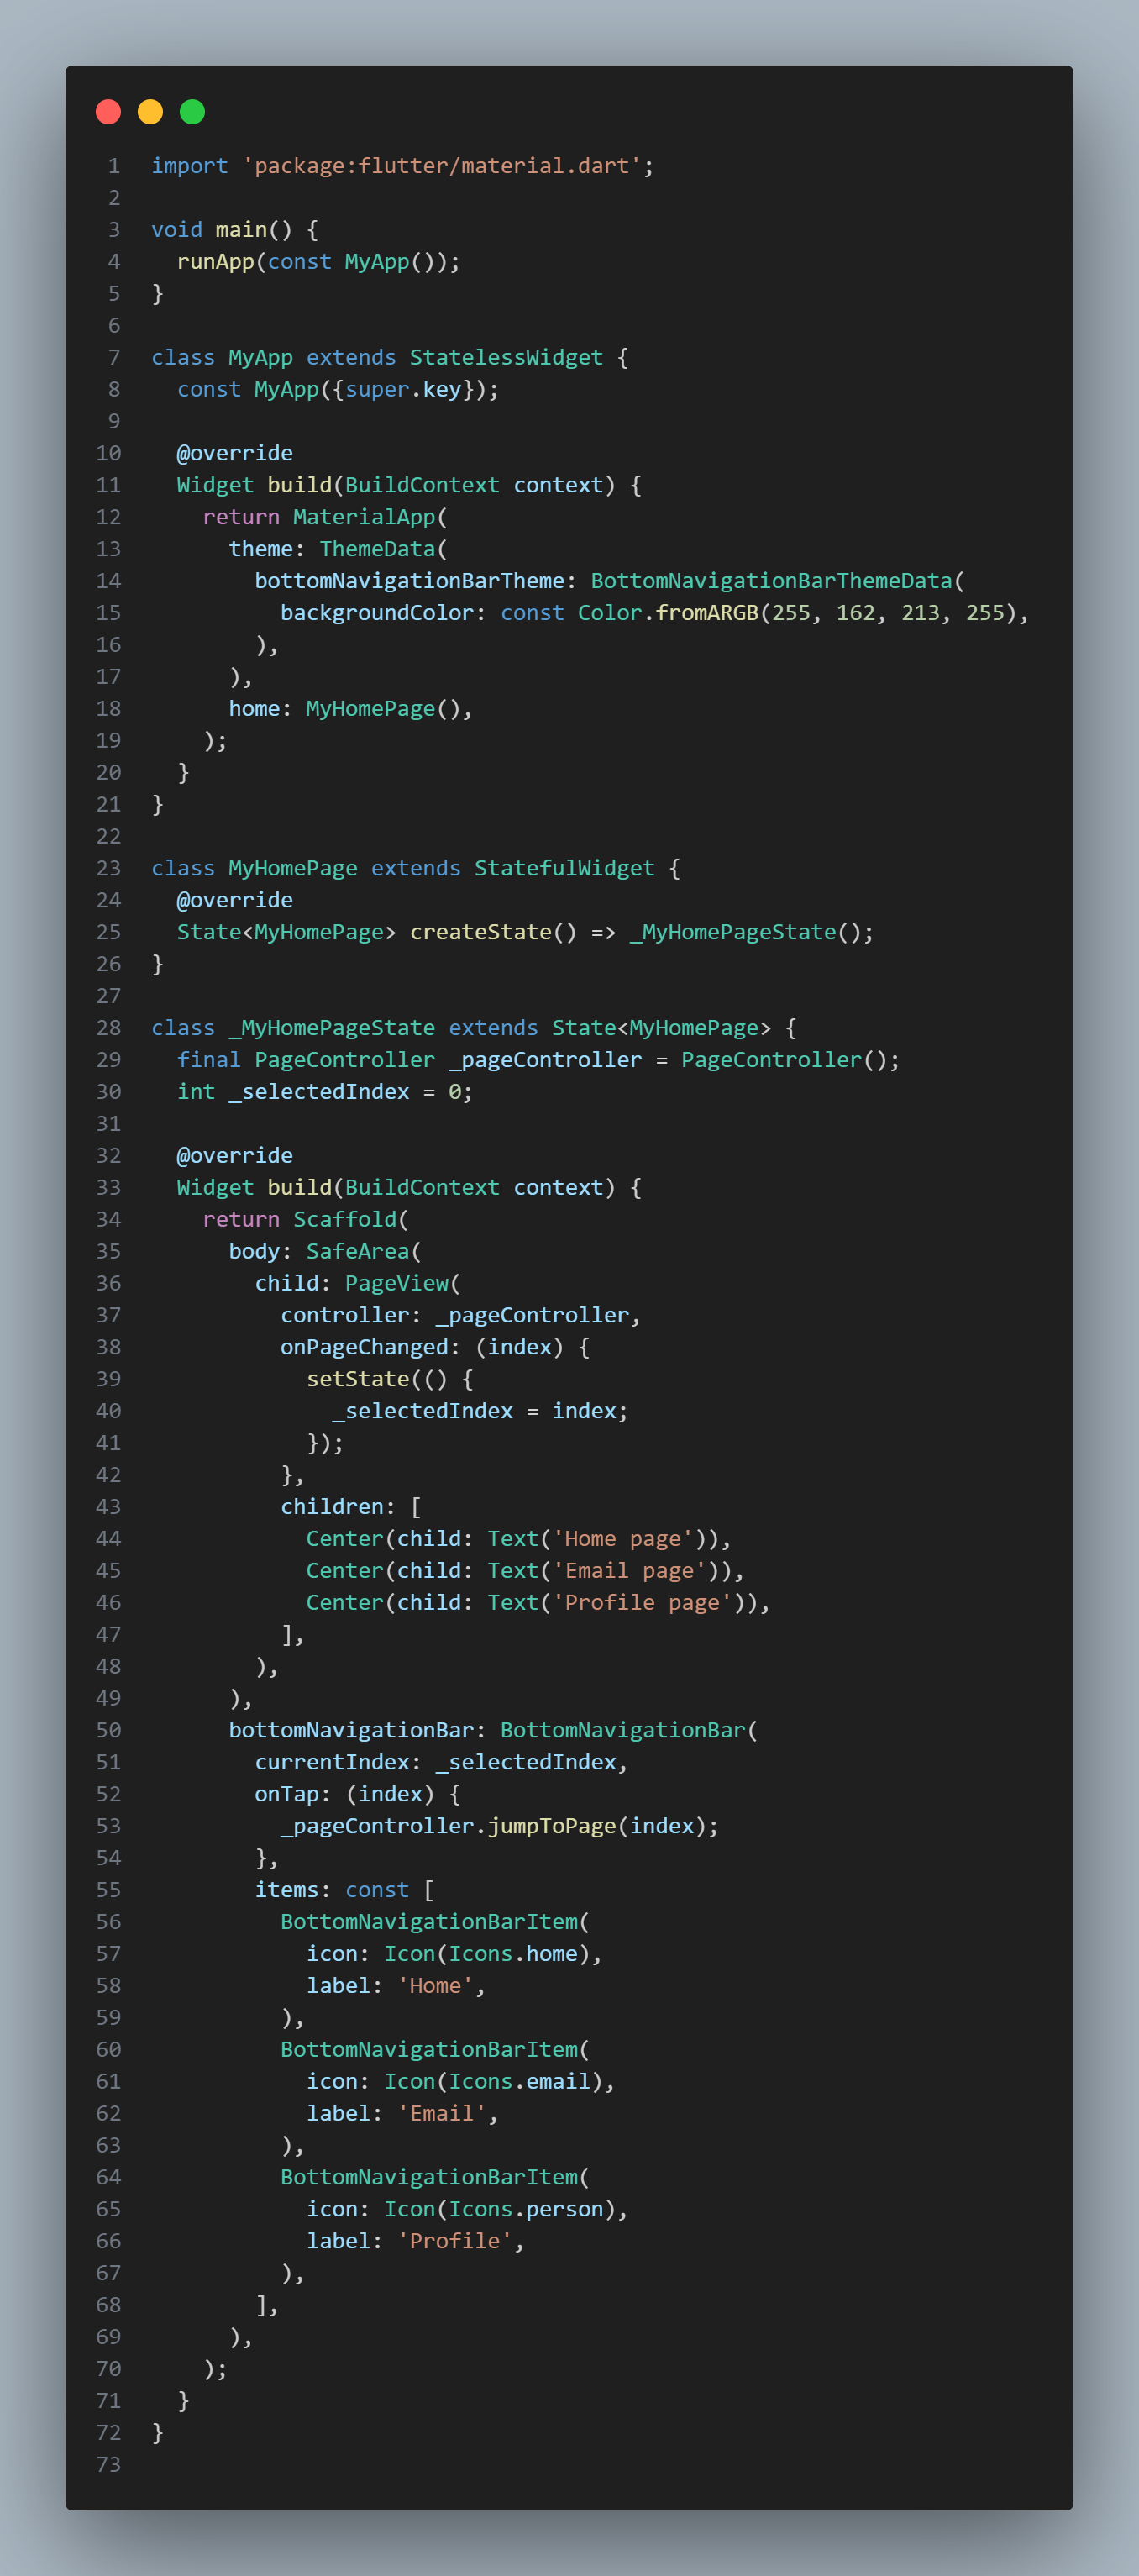 1 import 'package:flutter/material.dart';
2
3 void main() {
4   runApp(const MyApp());
5 }
6
7 class MyApp extends StatelessWidget {
8   const MyApp({super.key});
9
10   @override
11   Widget build(BuildContext context) {
12     return MaterialApp(
13       theme: ThemeData(
14         bottomNavigationBarTheme: BottomNavigationBarThemeData(
15           backgroundColor: const Color.fromARGB(255, 162, 213, 255),
16         ),
17       ),
18       home: MyHomePage(),
19     );
20   }
21 }
22
23 class MyHomePage extends StatefulWidget {
24   @override
25   State<MyHomePage> createState() => _MyHomePageState();
26 }
27
28 class _MyHomePageState extends State<MyHomePage> {
29   final PageController _pageController = PageController();
30   int _selectedIndex = 0;
31
32   @override
33   Widget build(BuildContext context) {
34     return Scaffold(
35       body: SafeArea(
36         child: PageView(
37           controller: _pageController,
38           onPageChanged: (index) {
39             setState(() {
40               _selectedIndex = index;
41             });
42           },
43           children: [
44             Center(child: Text('Home page')),
45             Center(child: Text('Email page')),
46             Center(child: Text('Profile page')),
47           ],
48         ),
49       ),
50       bottomNavigationBar: BottomNavigationBar(
51         currentIndex: _selectedIndex,
52         onTap: (index) {
53           _pageController.jumpToPage(index);
54         },
55         items: const [
56           BottomNavigationBarItem(
57             icon: Icon(Icons.home),
58             label: 'Home',
59           ),
60           BottomNavigationBarItem(
61             icon: Icon(Icons.email),
62             label: 'Email',
63           ),
64           BottomNavigationBarItem(
65             icon: Icon(Icons.person),
66             label: 'Profile',
67           ),
68         ],
69       ),
70     );
71   }
72 }
73